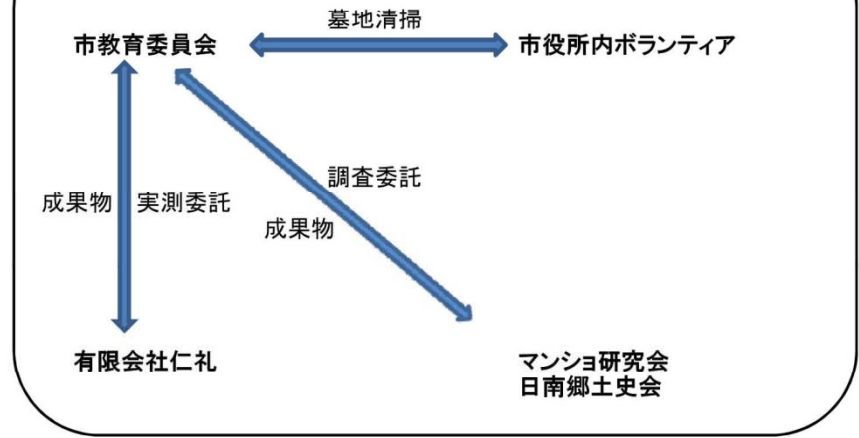 墓地清掃
市教育委員会
市役所内ボランティア
調査委託
成果物
実測委託
成果物
有限会社仁礼
マンショ研究会
日南郷土史会